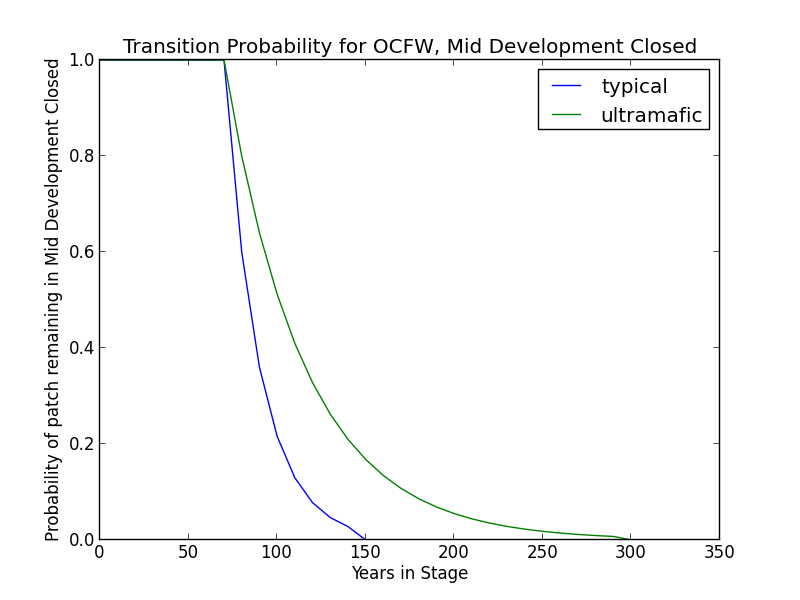 Transition Probability for OCFW, Mid Development Closed
typical
ultramafic
Probability of patch remaining in Mid Development Closed
1.0
0.8
0.6
0.4
0.2
0.0
0 50 100 150 200 250 300 350
Years in Stage